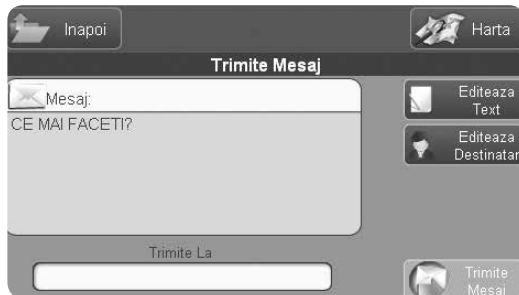 Inapoi
Harta
Trimite Mesaj
Mesaj:
CE MAI FACETI?
Editeaza
Text
Editeaza
Destinatar
Trimite La
Trimite
Mesaj